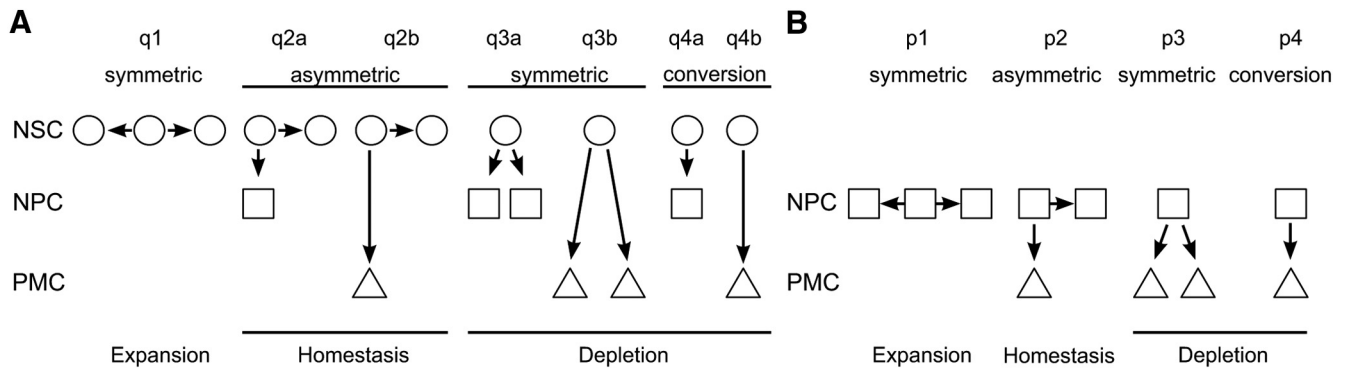 A
q1 q2a q2b q3a q3b q4a q4b
symmetric asymmetric symmetric conversion
NSC
NPC
PMC
Expansion Homestasis Depletion
B
p1 p2 p3 p4
symmetric asymmetric symmetric conversion
NPC
PMC
Expansion Homestasis Depletion